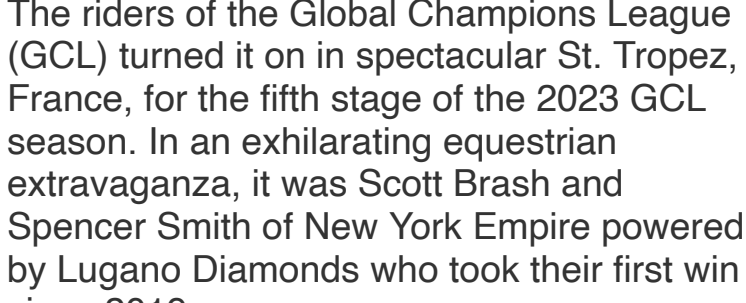 The riders of the Global Champions League
(GCL) turned it on in spectacular St. Tropez,
France, for the fifth stage of the 2023 GCL
season. In an exhilarating equestrian
extravaganza, it was Scott Brash and
Spencer Smith of New York Empire powered
by Lugano Diamonds who took their first win